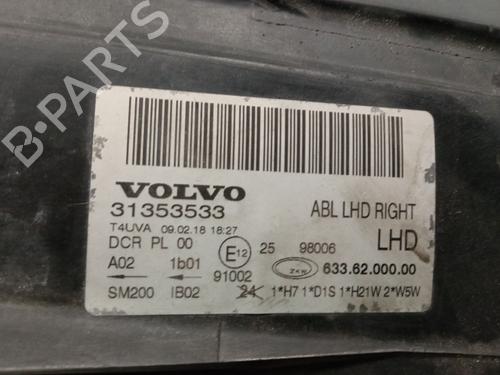 B-PARTS
VOLVO
31353533
ABL LHD RIGHT
T4UVA 09.02.18 18:27
LHD
DCR PL 00
E12 25 98006
A02 1b01
91002
ZKW 633.62.000.00
SM200 IB02
24 1*H7 1*D1S 1*H21W 2*W5W